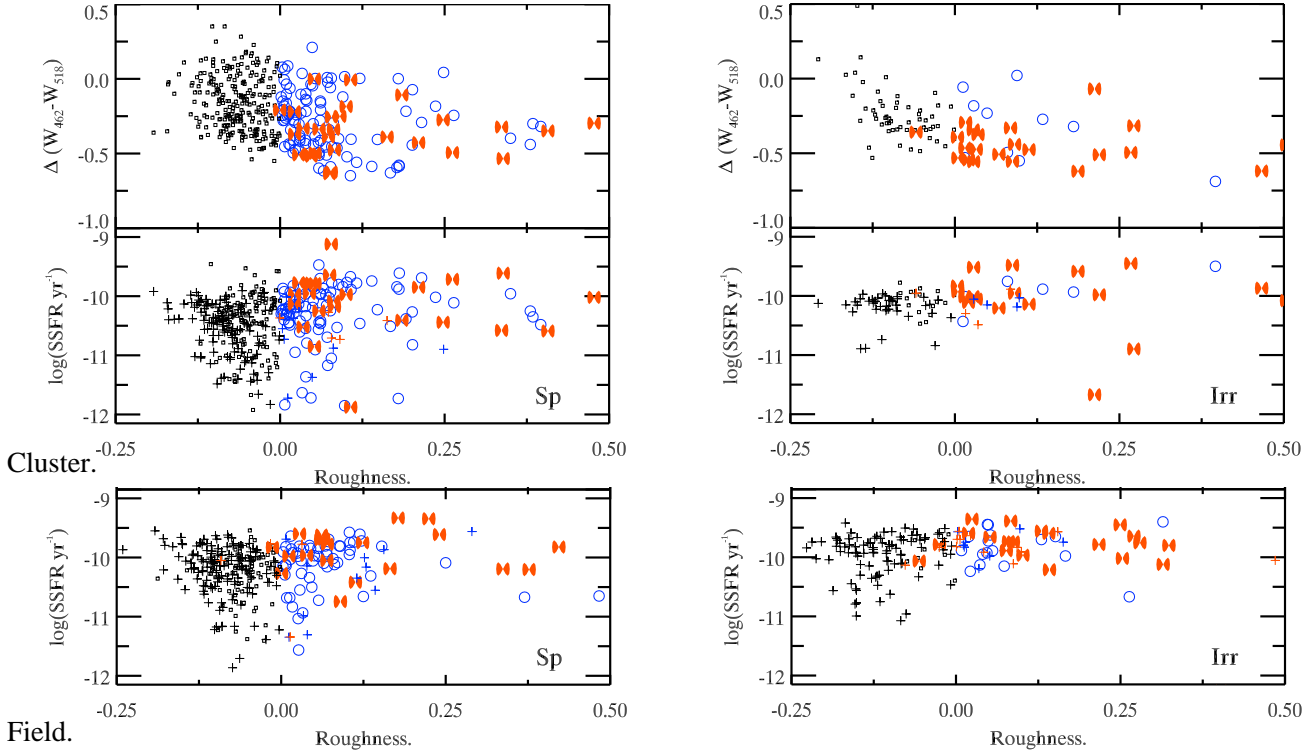 0.5
0.0
-0.5
-1.0
Δ (W462-W518)
-9
-10
-11
-12
log(SSFR yr-1)
Sp
-0.25 0.00 0.25 0.50
Roughness.
0.5
0.0
-0.5
-1.0
Δ (W462-W518)
-9
-10
-11
-12
log(SSFR yr-1)
Irr
-0.25 0.00 0.25 0.50
Roughness.
Cluster.
-9
-10
-11
-12
log(SSFR yr-1)
Sp
-0.25 0.00 0.25 0.50
Roughness.
-9
-10
-11
-12
log(SSFR yr-1)
Irr
-0.25 0.00 0.25 0.50
Roughness.
Field.